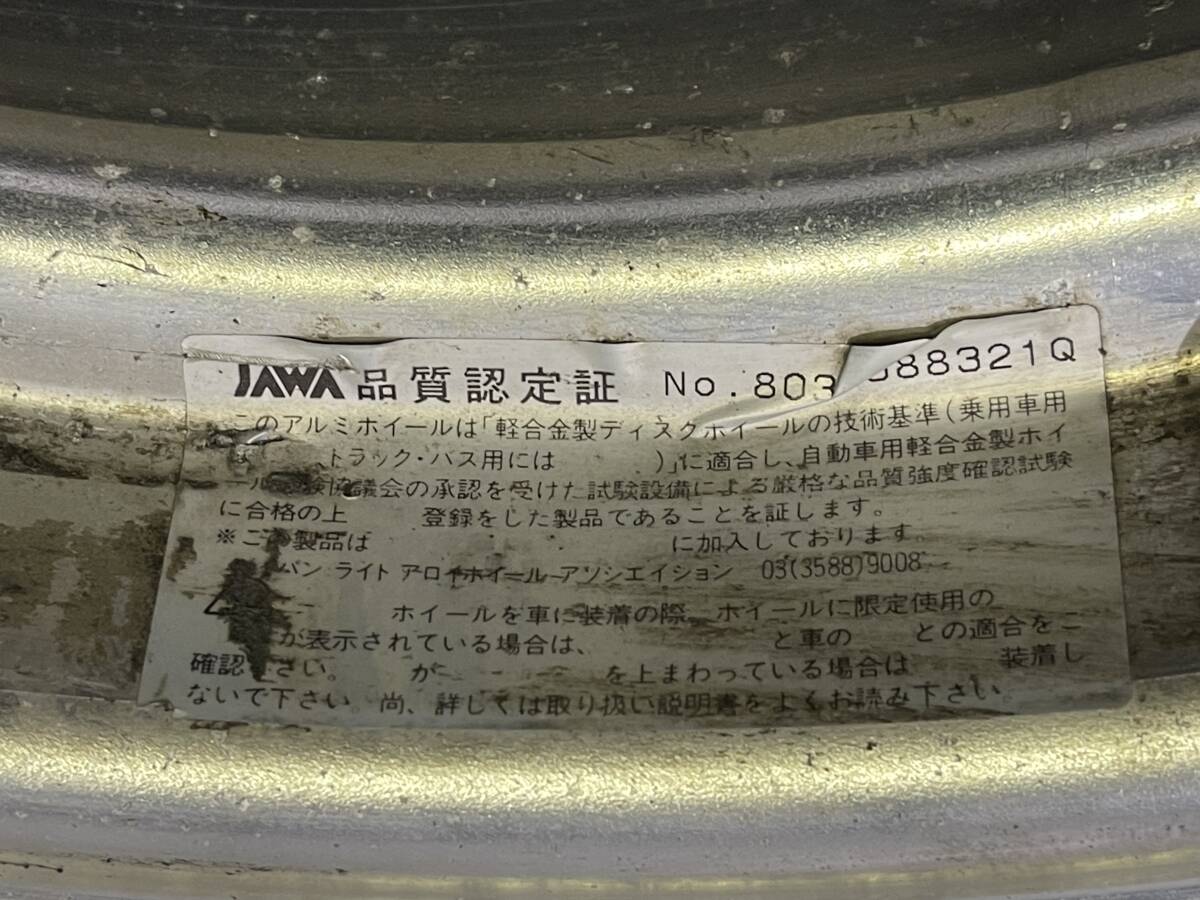 JAWA 品質認定証 No.803 88321Q
このアルミホイールは「軽合金製ディスクホイールの技術基準(乗用車用
トラック・バス用には )」に適合し、自動車用軽合金製ホイ
協議会の承認を受けた試験設備による厳格な品質強度確認試験
に合格の上 登録をした製品であることを証します。
※この製品は に加入しております。
パン ライト アロイホイール アソシエイション 03(3588)9008
ホイールを車に装着の際、ホイールに限定使用の
が表示されている場合は、 と車の との適合をご
確認 さい。 が を上まわっている場合は 装着し
ないで下さい。尚、詳しくは取り扱い説明書をよくお読み下さい。